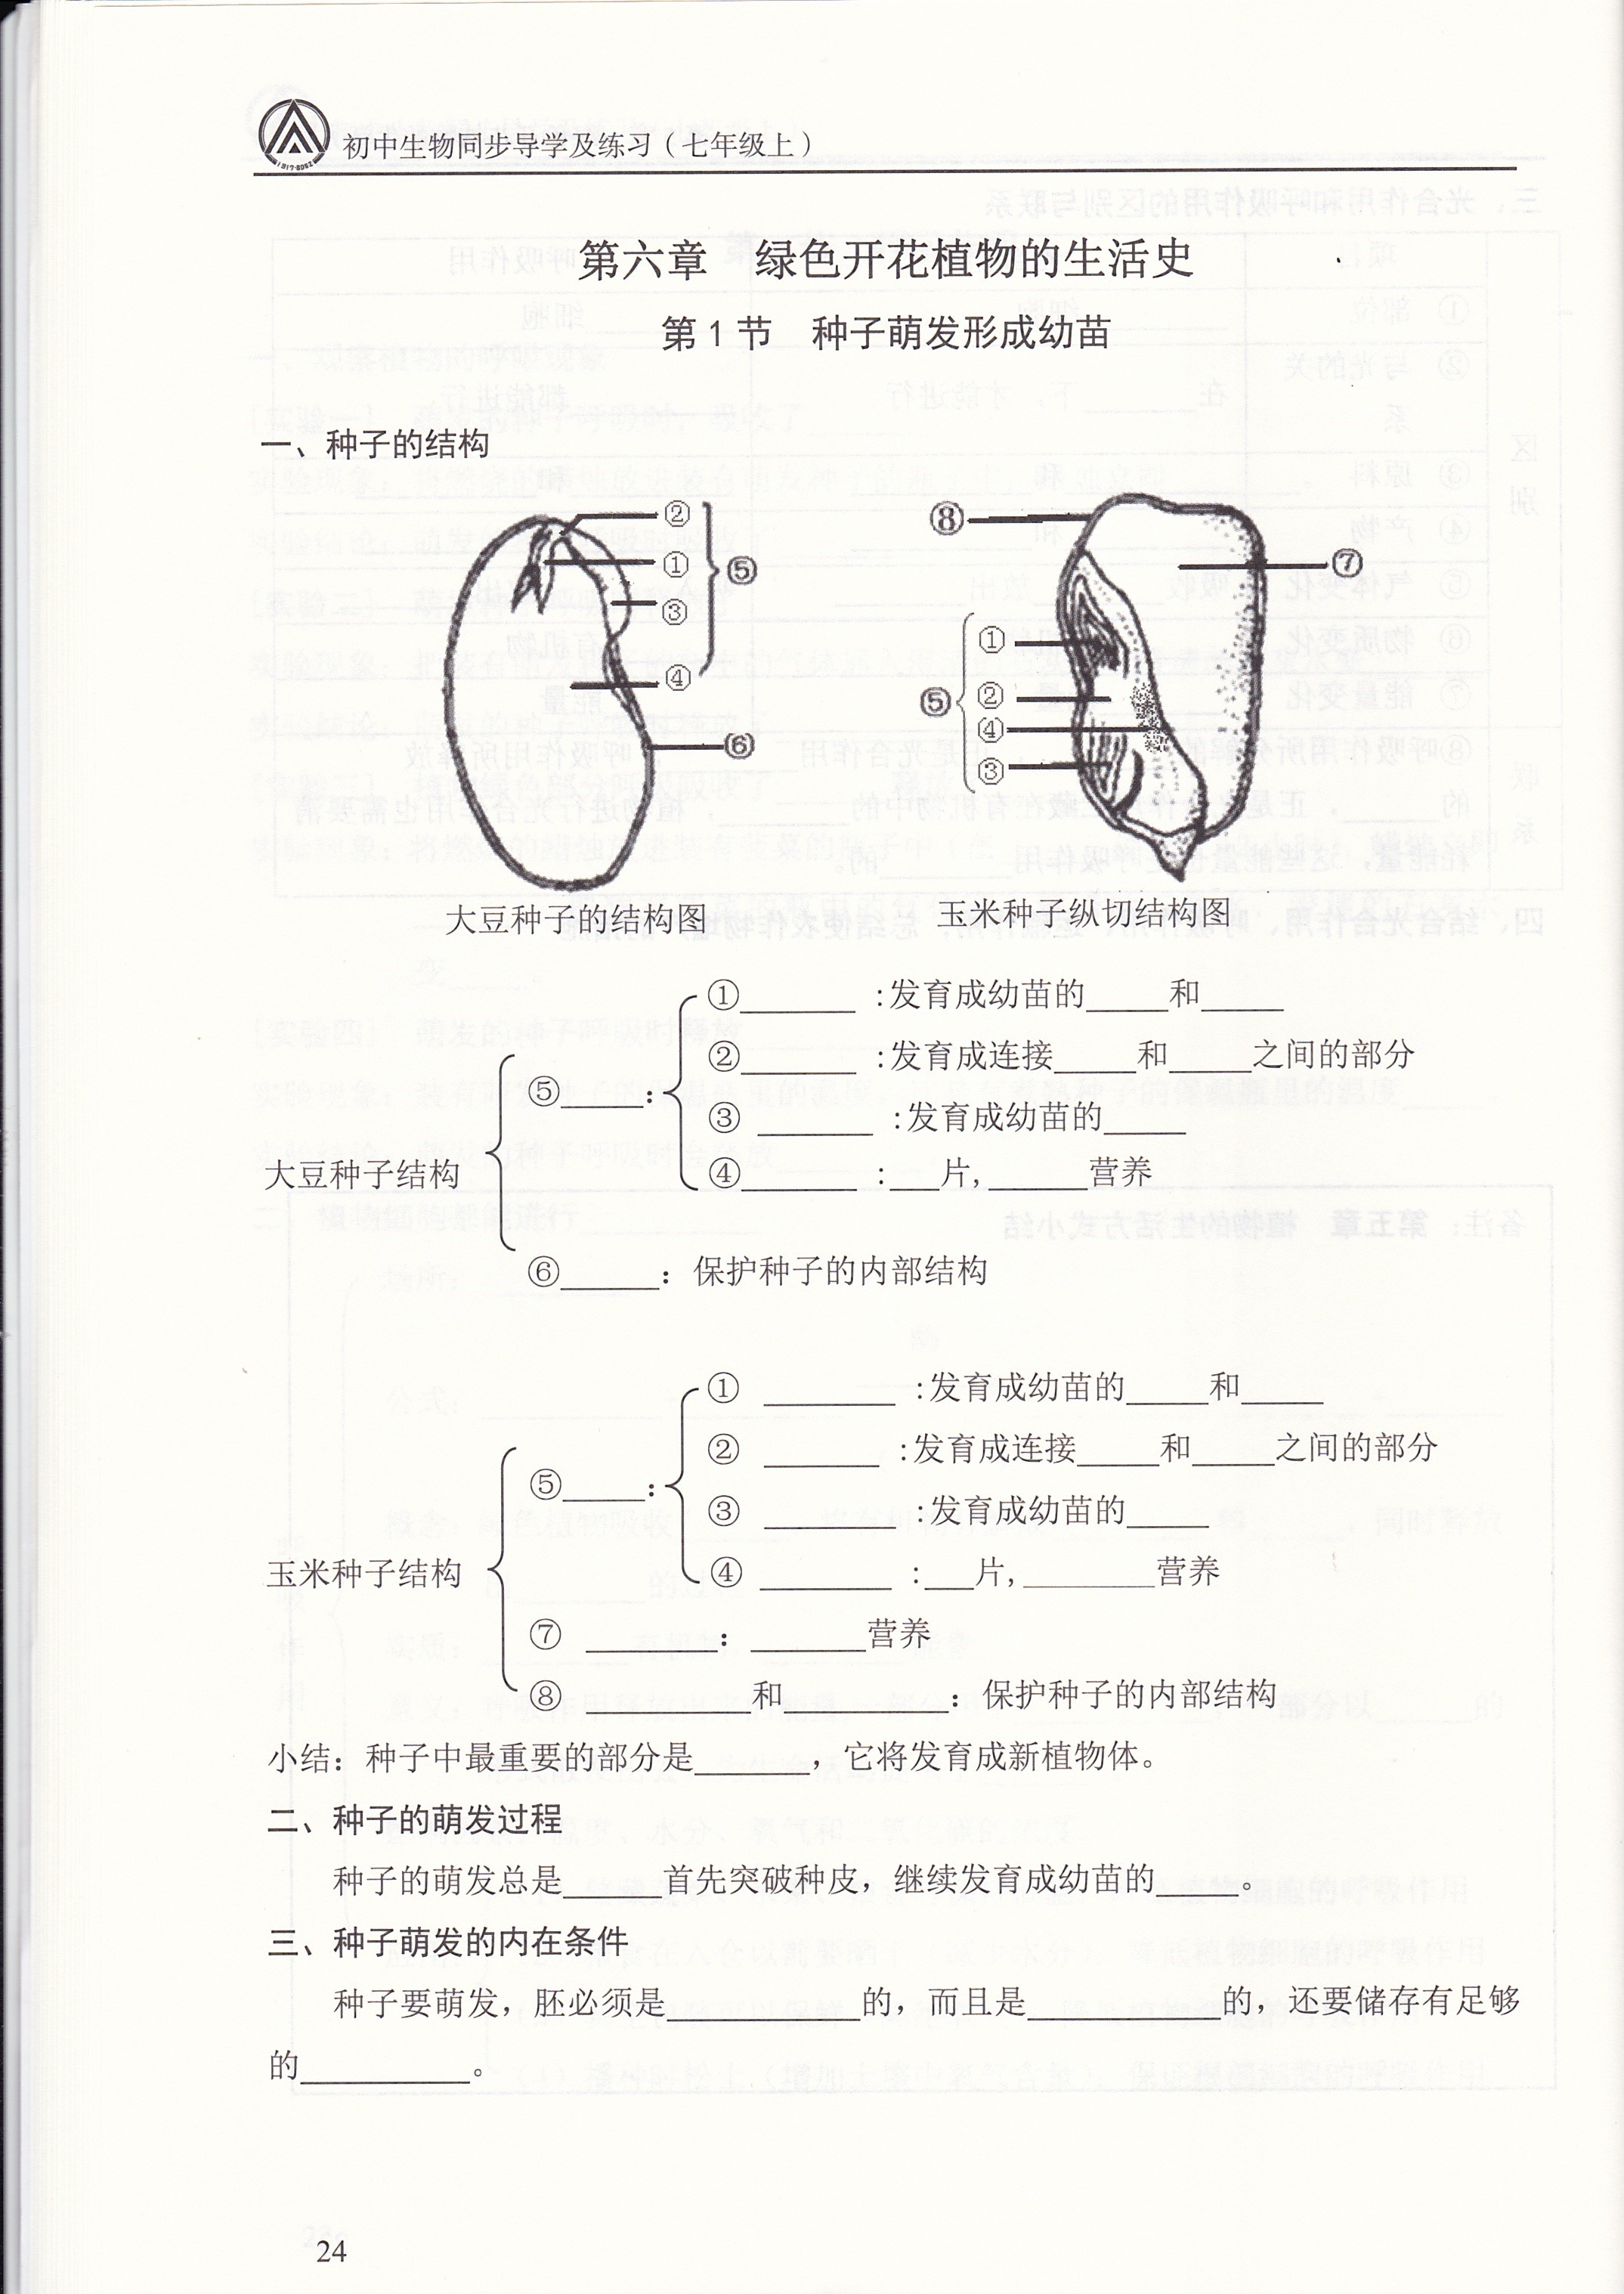 初中生物同步导学及练习（七年级上）
第六章 绿色开花植物的生活史
第1节 种子萌发形成幼苗
一、种子的结构
② ① ③ ④ ⑤ ⑥
⑧ ⑦ ① ② ④ ③ ⑤
大豆种子的结构图 玉米种子纵切结构图
①_______ :发育成幼苗的_____和_____
②_______ :发育成连接_____和_____之间的部分
⑤_____:
③ _______ :发育成幼苗的_____
大豆种子结构
④_______ :___片,______营养
⑥______: 保护种子的内部结构
① ________ :发育成幼苗的_____和_____
② _______ :发育成连接_____和_____之间的部分
⑤_____:
③ ________ :发育成幼苗的_____
玉米种子结构
④ ________ :___片,________营养
⑦ ________: _______营养
⑧ __________和__________: 保护种子的内部结构
小结：种子中最重要的部分是_______，它将发育成新植物体。
二、种子的萌发过程
种子的萌发总是______首先突破种皮，继续发育成幼苗的_____。
三、种子萌发的内在条件
种子要萌发，胚必须是____________的，而且是____________的，还要储存有足够
的__________。
24